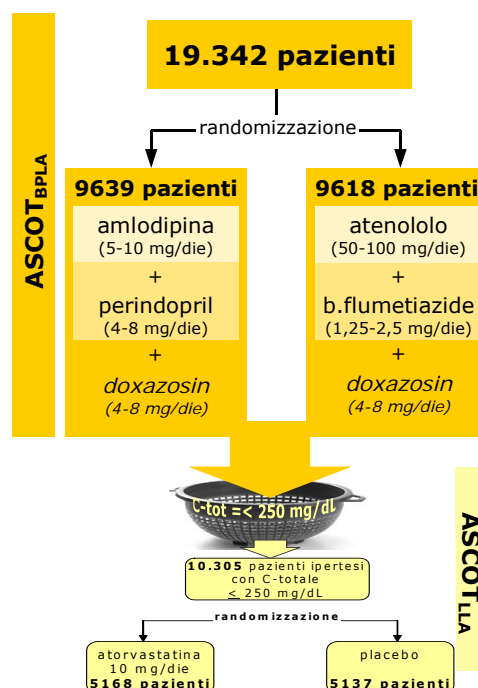 19.342 pazienti
randomizzazione
ASCOTBPLA
9639 pazienti
amlodipina
(5-10 mg/die)
+
perindopril
(4-8 mg/die)
+
doxazosin
(4-8 mg/die)
9618 pazienti
atenololo
(50-100 mg/die)
+
b.flumetiazide
(1,25-2,5 mg/die)
+
doxazosin
(4-8 mg/die)
C-tot =< 250 mg/dL
ASCOTLLA
10.305 pazienti ipertesi
con C-totale
< 250 mg/dL
randomizzazione
atorvastatina
10 mg/die
5168 pazienti
placebo
5137 pazienti